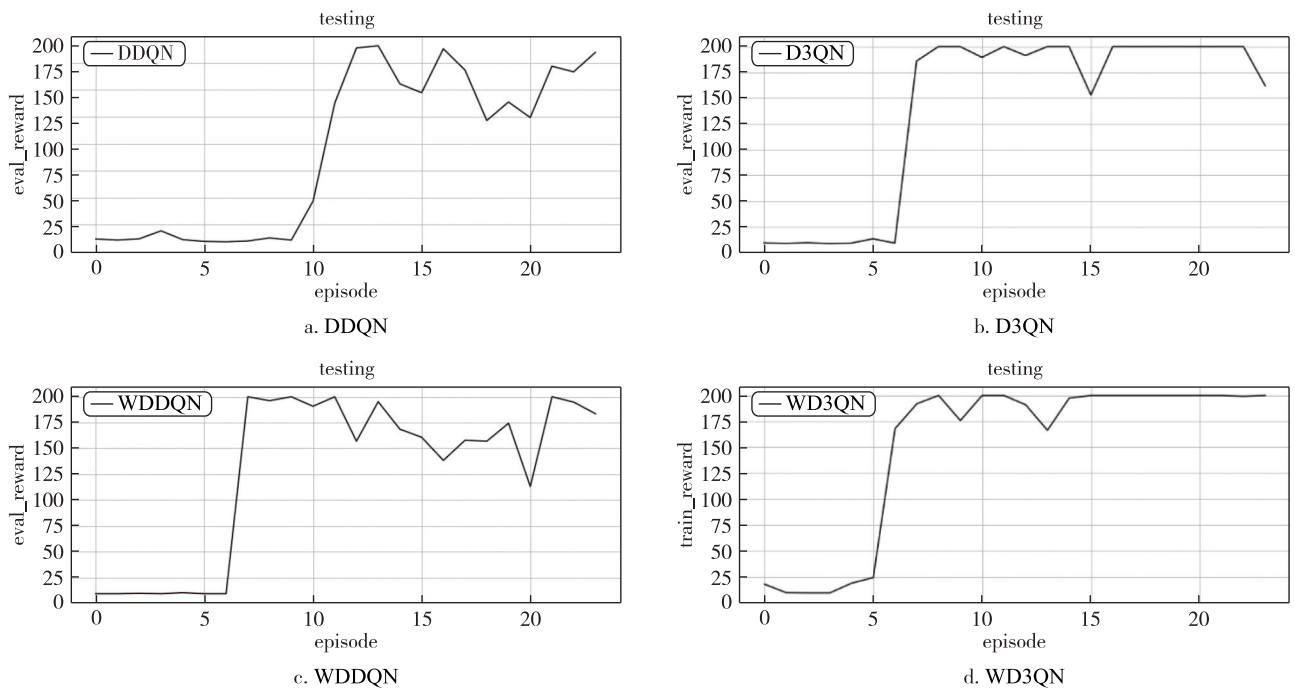 testing
DDQN
200
175
150
125
100
75
50
25
0
eval_reward
0 5 10 15 20
episode
a. DDQN
testing
D3QN
200
175
150
125
100
75
50
25
0
eval_reward
0 5 10 15 20
episode
b. D3QN
testing
WDDQN
200
175
150
125
100
75
50
25
0
eval_reward
0 5 10 15 20
episode
c. WDDQN
testing
WD3QN
200
175
150
125
100
75
50
25
0
train_reward
0 5 10 15 20
episode
d. WD3QN